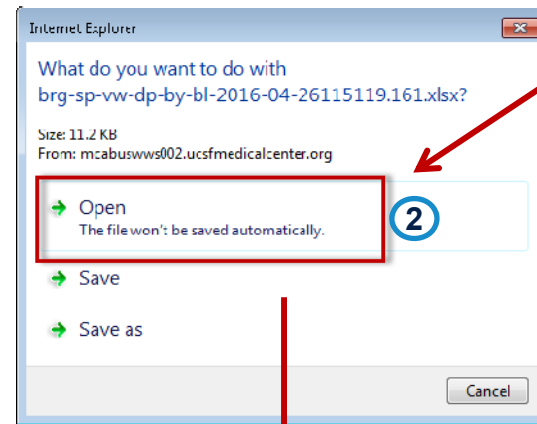 Internet Explorer
What do you want to do with
brg-sp-vw-dp-by-bl-2016-04-26115119.161.xlsx?
Size: 11.2 KB
From: mcabuswws002.ucsfmedicalcenter.org
Open
The file won't be saved automatically.
2
Save
Save as
Cancel